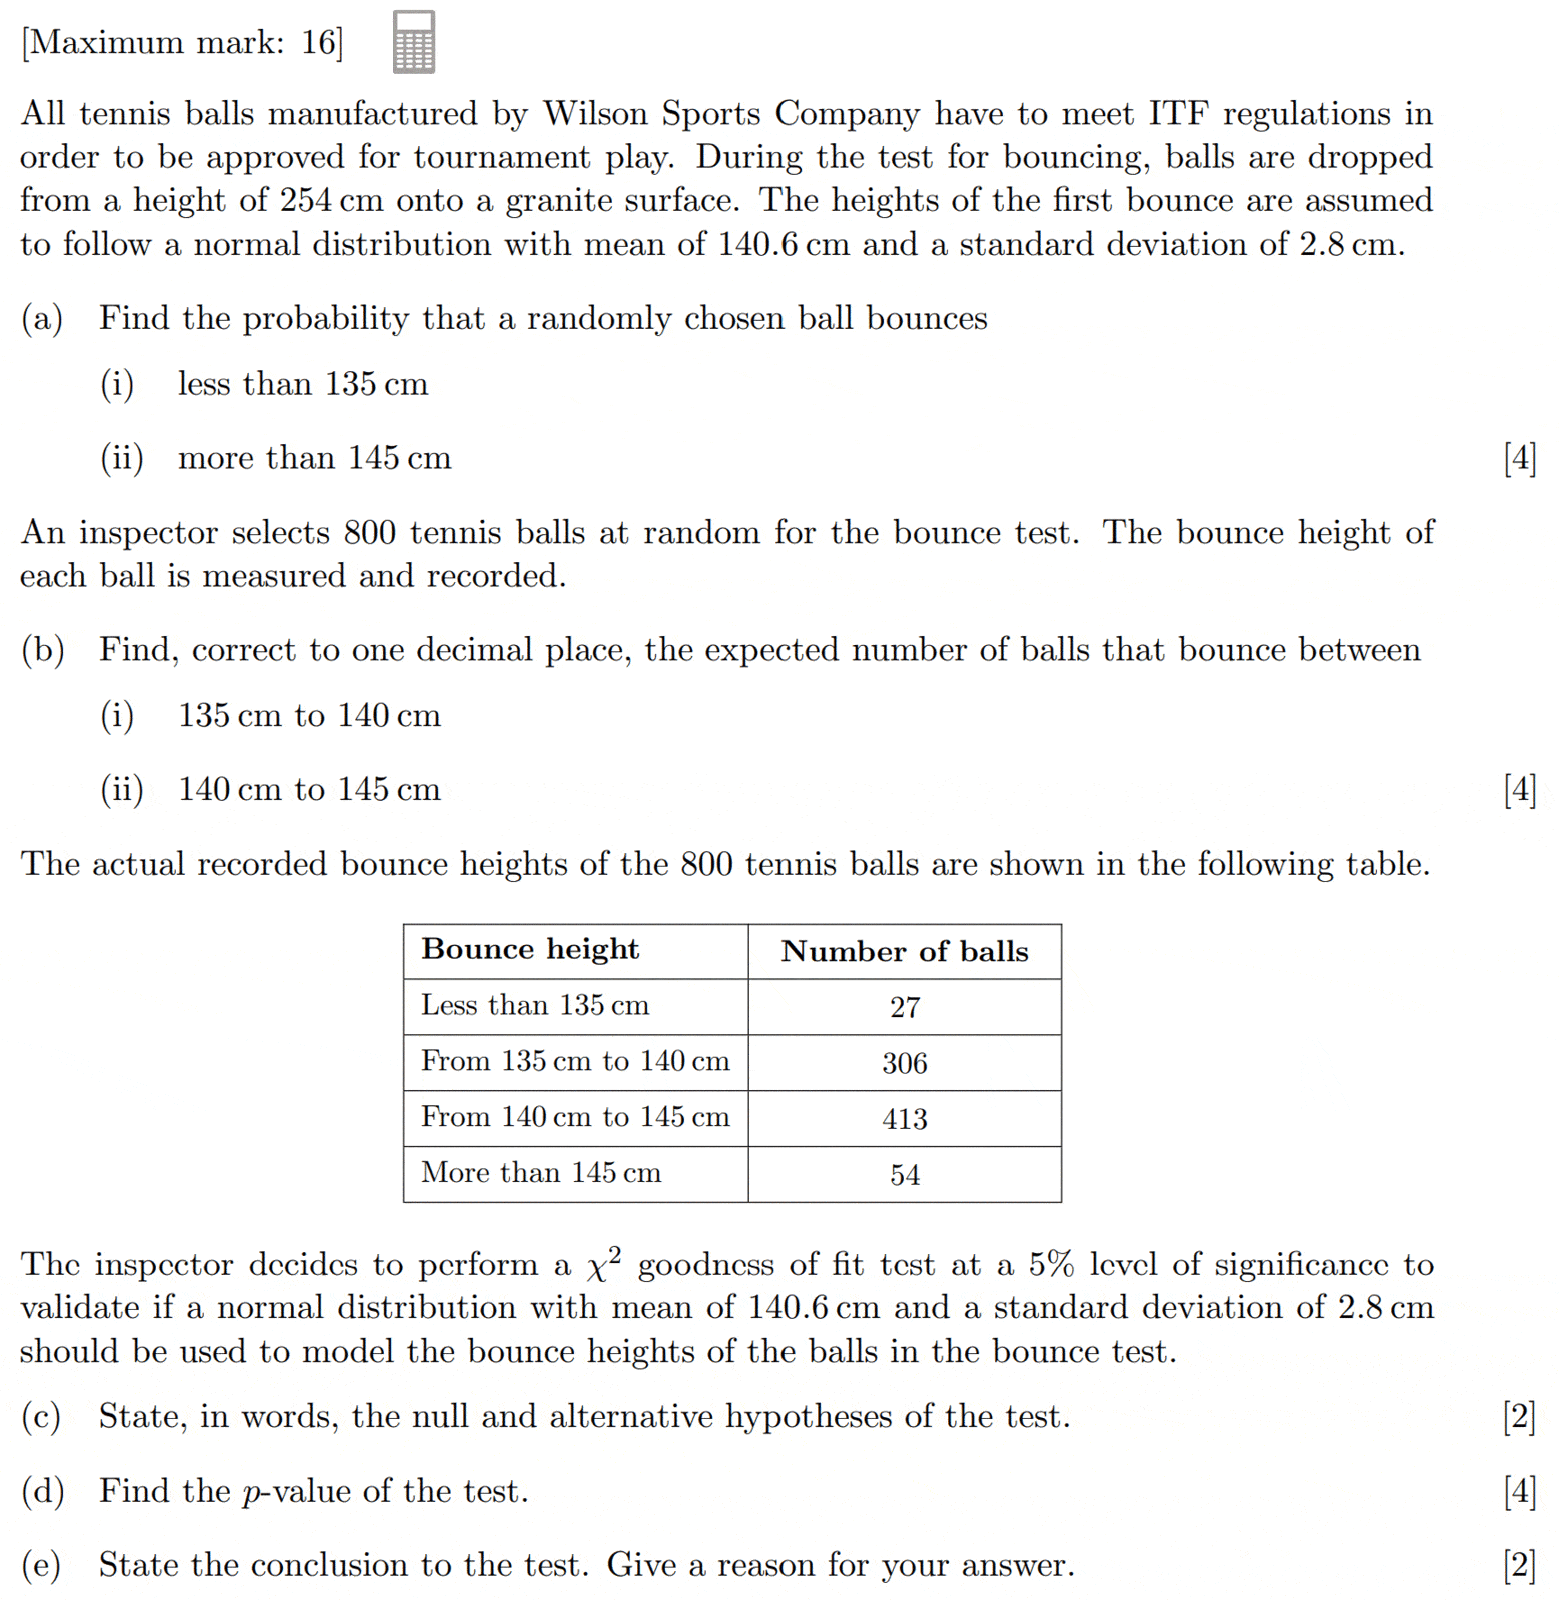 [Maximum mark: 16]
All tennis balls manufactured by Wilson Sports Company have to meet ITF regulations in
order to be approved for tournament play. During the test for bouncing, balls are dropped
from a height of 254 cm onto a granite surface. The heights of the first bounce are assumed
to follow a normal distribution with mean of 140.6 cm and a standard deviation of 2.8 cm.
(a) Find the probability that a randomly chosen ball bounces
(i) less than 135 cm
(ii) more than 145 cm [4]
An inspector selects 800 tennis balls at random for the bounce test. The bounce height of
each ball is measured and recorded.
(b) Find, correct to one decimal place, the expected number of balls that bounce between
(i) 135 cm to 140 cm
(ii) 140 cm to 145 cm [4]
The actual recorded bounce heights of the 800 tennis balls are shown in the following table.
Bounce height Number of balls
Less than 135 cm 27
From 135 cm to 140 cm 306
From 140 cm to 145 cm 413
More than 145 cm 54
The inspector decides to perform a χ² goodness of fit test at a 5% level of significance to
validate if a normal distribution with mean of 140.6 cm and a standard deviation of 2.8 cm
should be used to model the bounce heights of the balls in the bounce test.
(c) State, in words, the null and alternative hypotheses of the test. [2]
(d) Find the p-value of the test. [4]
(e) State the conclusion to the test. Give a reason for your answer. [2]